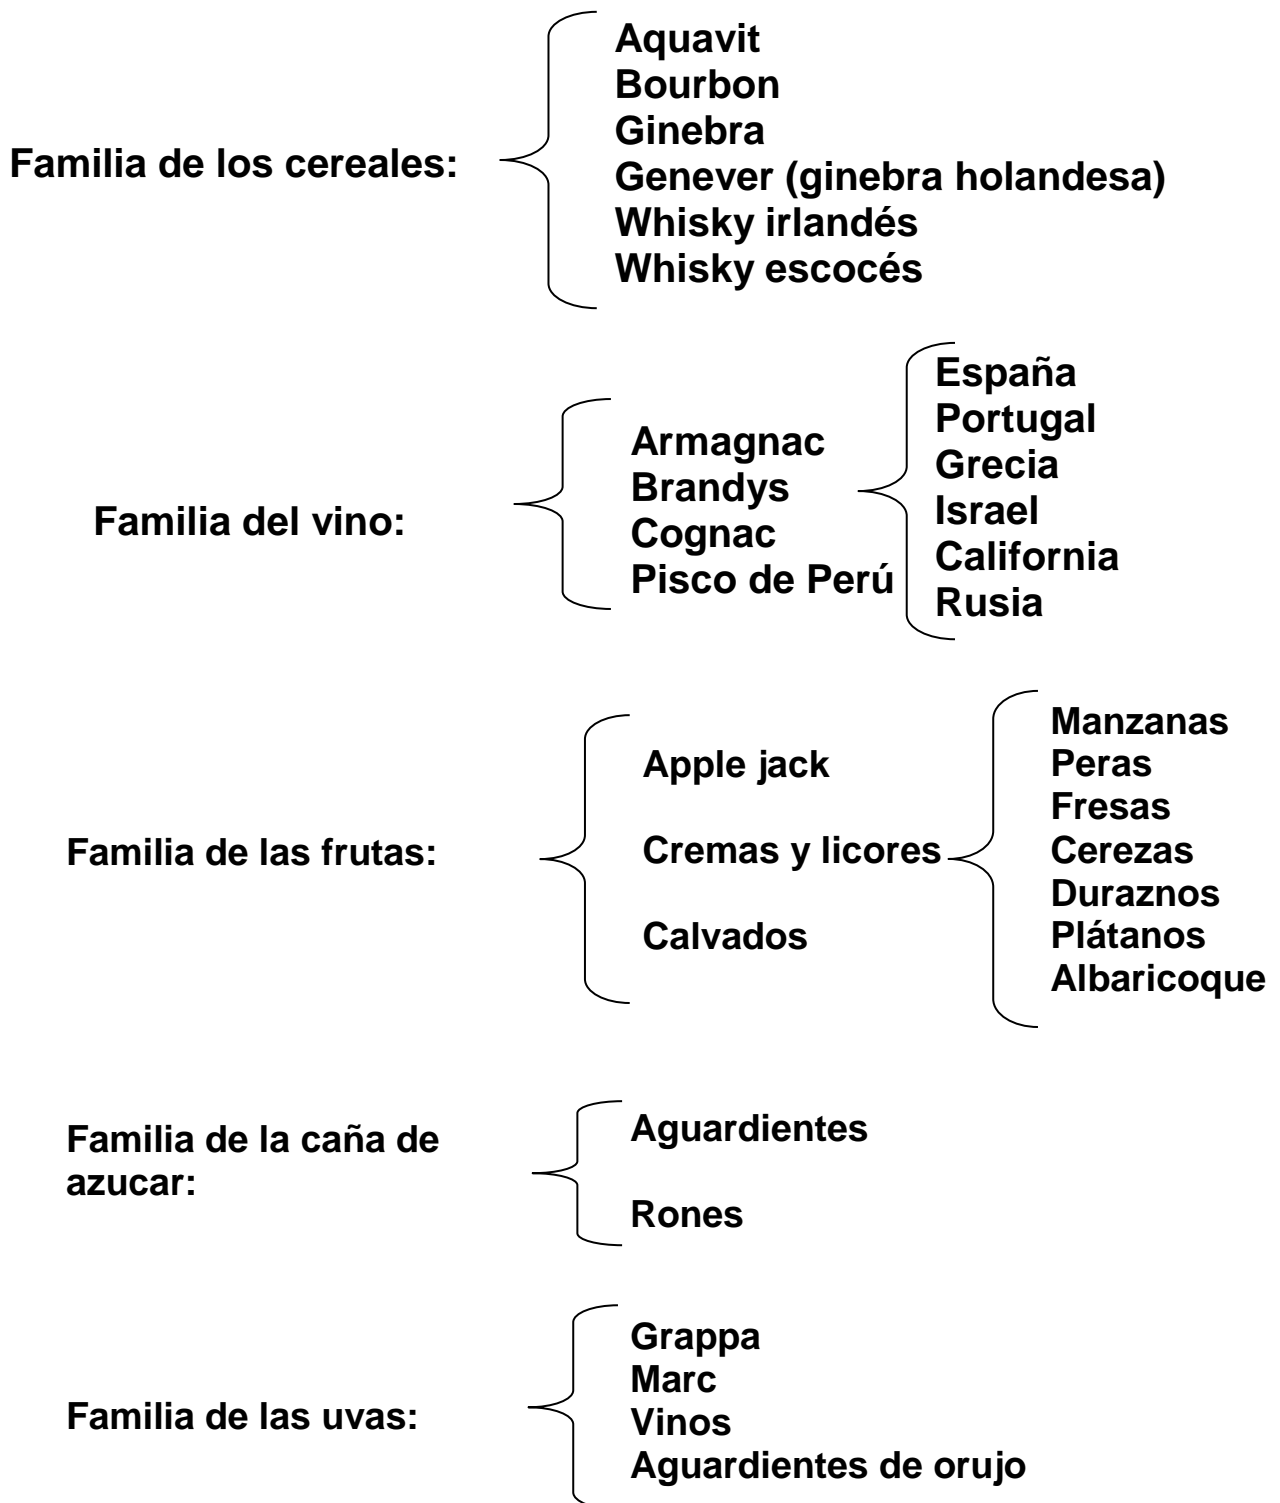 Familia de los cereales:
Aquavit
Bourbon
Ginebra
Genever (ginebra holandesa)
Whisky irlandés
Whisky escocés
Familia del vino:
Armagnac
Brandys
Cognac
Pisco de Perú
España
Portugal
Grecia
Israel
California
Rusia
Familia de las frutas:
Apple jack
Cremas y licores
Calvados
Manzanas
Peras
Fresas
Cerezas
Duraznos
Plátanos
Albaricoque
Familia de la caña de
azucar:
Aguardientes
Rones
Familia de las uvas:
Grappa
Marc
Vinos
Aguardientes de orujo